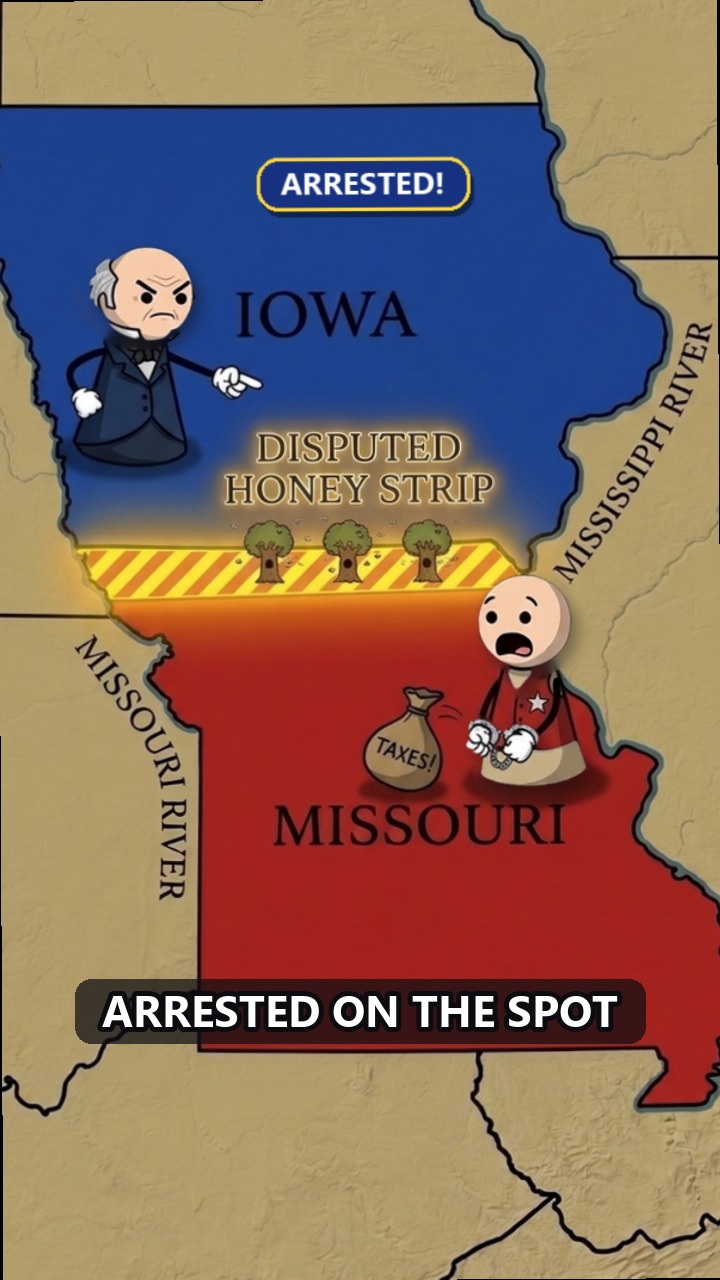 ARRESTED!
IOWA
DISPUTED
HONEY STRIP
MISSISSIPPI RIVER
MISSOURI RIVER
TAXES!
MISSOURI
ARRESTED ON THE SPOT